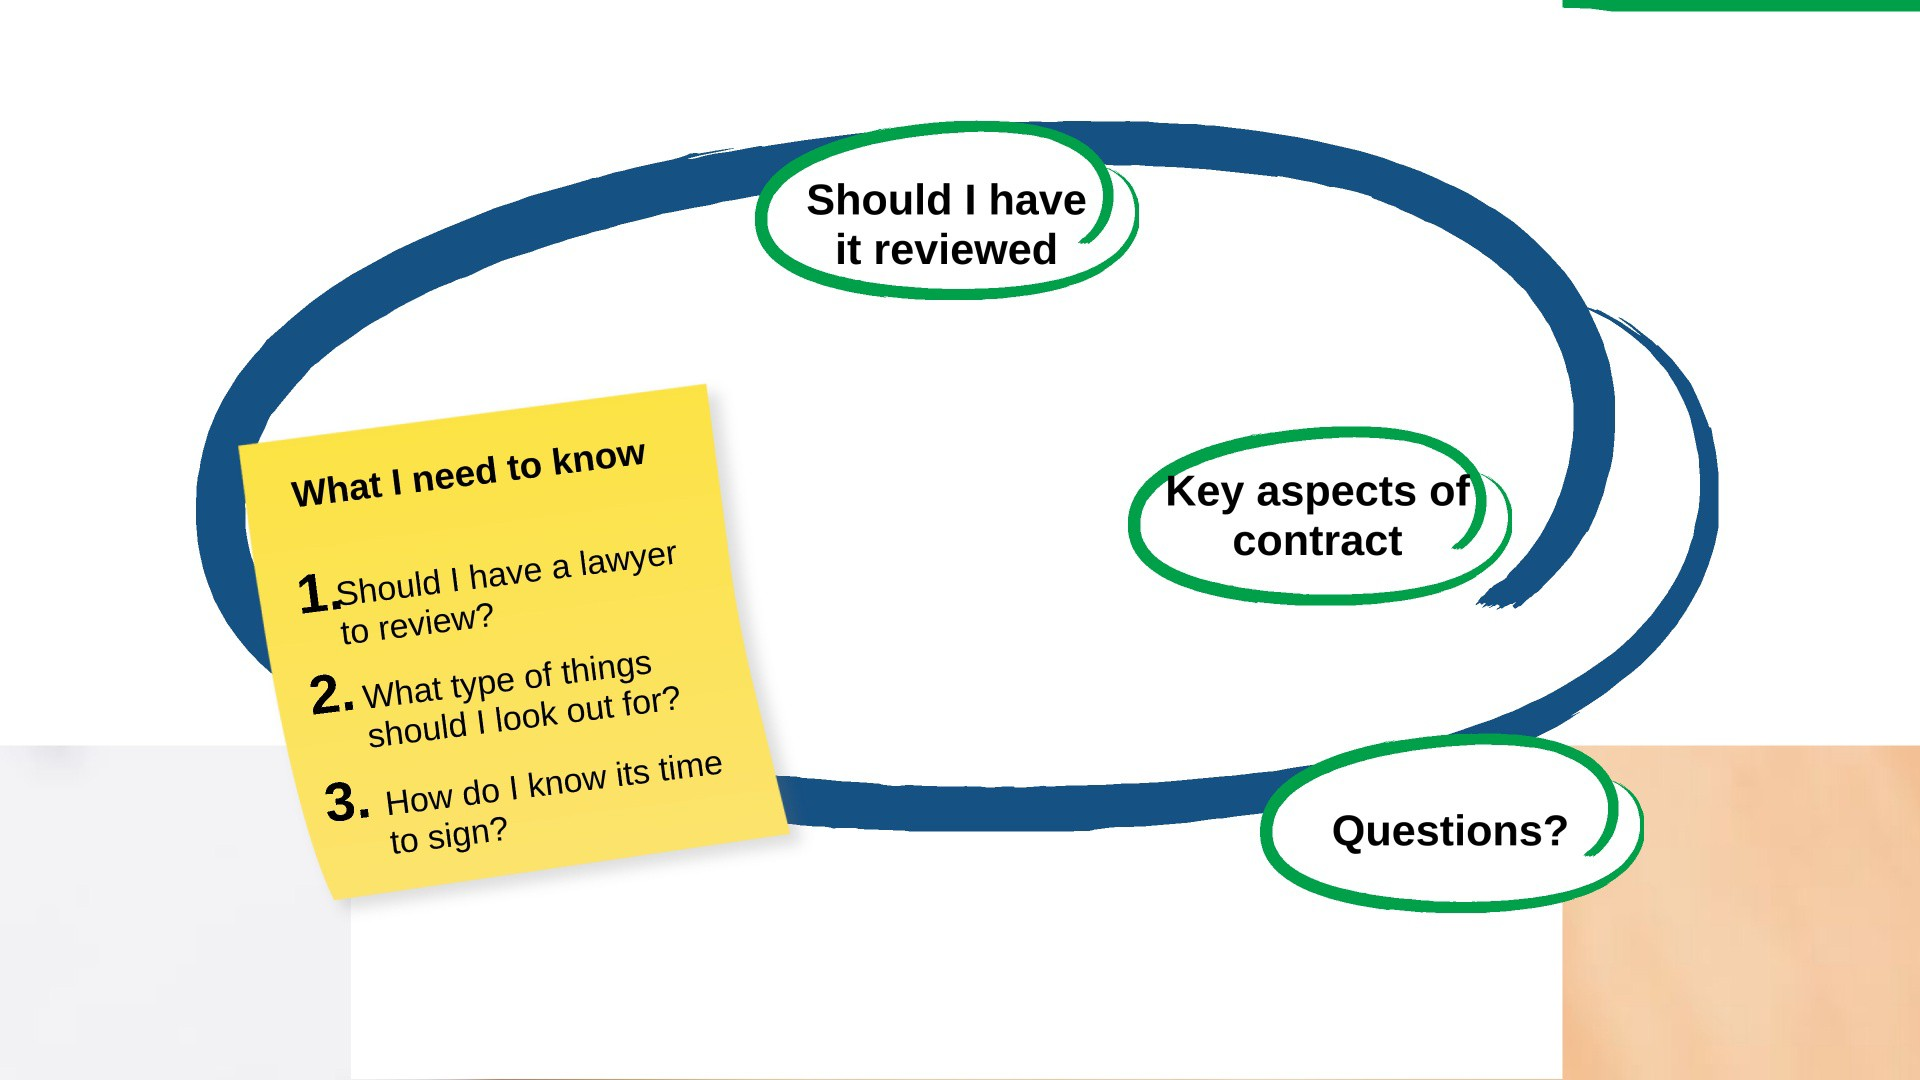 Should I have
it reviewed
What I need to know
1. Should I have a lawyer
to review?
2. What type of things
should I look out for?
3. How do I know its time
to sign?
Key aspects of
contract
Questions?